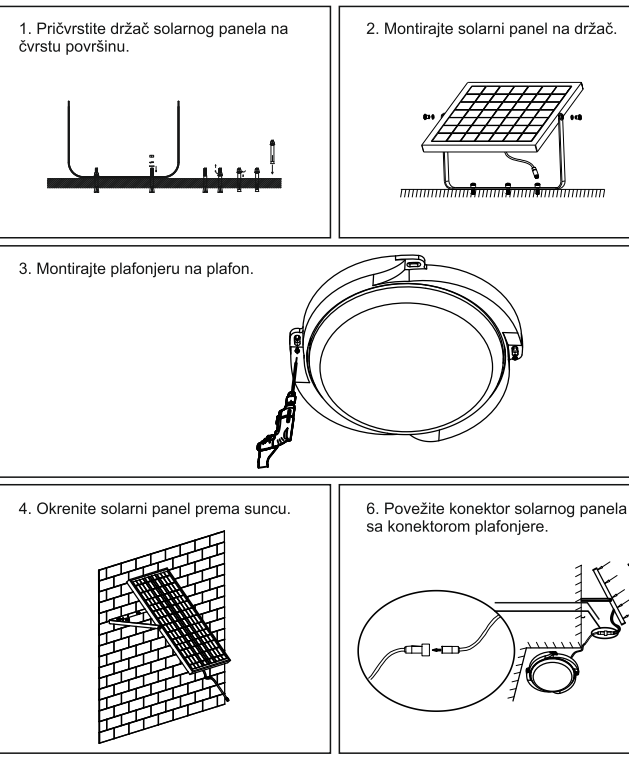 1. Pričvrstite držač solarnog panela na
čvrstu površinu.
2. Montirajte solarni panel na držač.
3. Montirajte plafonjeru na plafon.
4. Okrenite solarni panel prema suncu.
6. Povežite konektor solarnog panela
sa konektorom plafonjere.